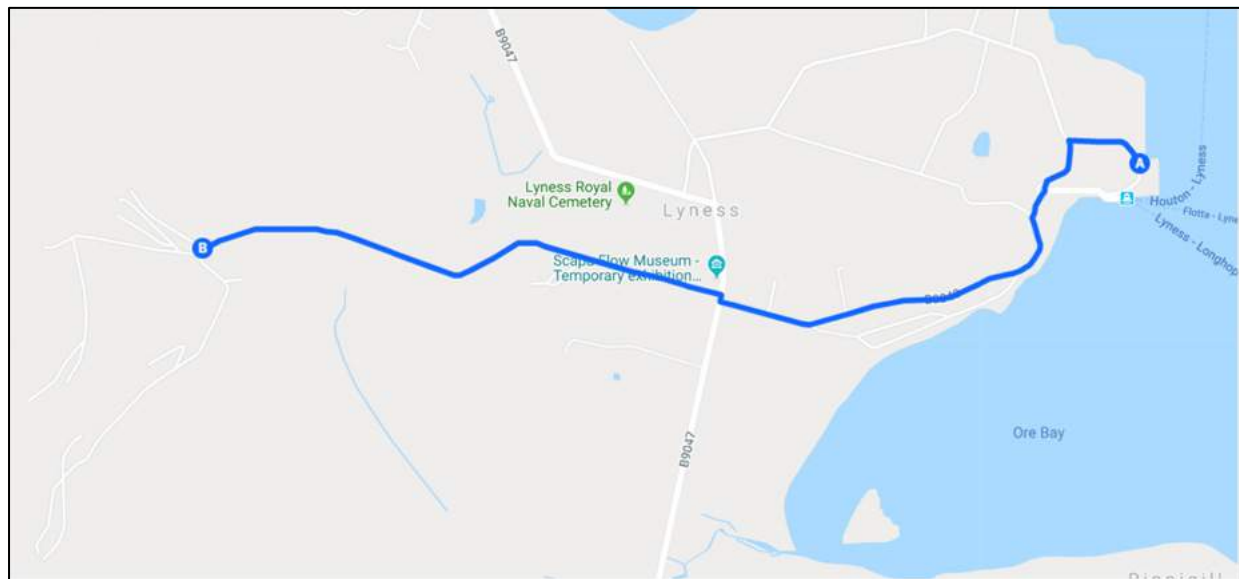 B9047
Lyness Royal
Naval Cemetery
Lyness
A
Houton - Lyness
Flotta - Lyne
Lyness - Longhop
B
Scapa Flow Museum -
Temporary exhibition...
Ore Bay
B9047